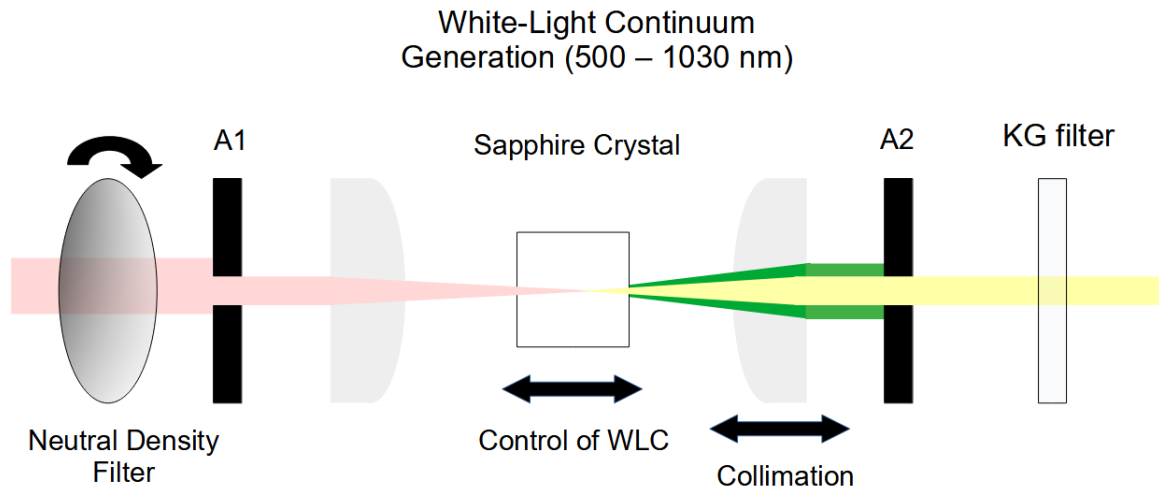 White-Light Continuum
Generation (500 – 1030 nm)
A1
Sapphire Crystal
A2
KG filter
Neutral Density
Filter
Control of WLC
Collimation